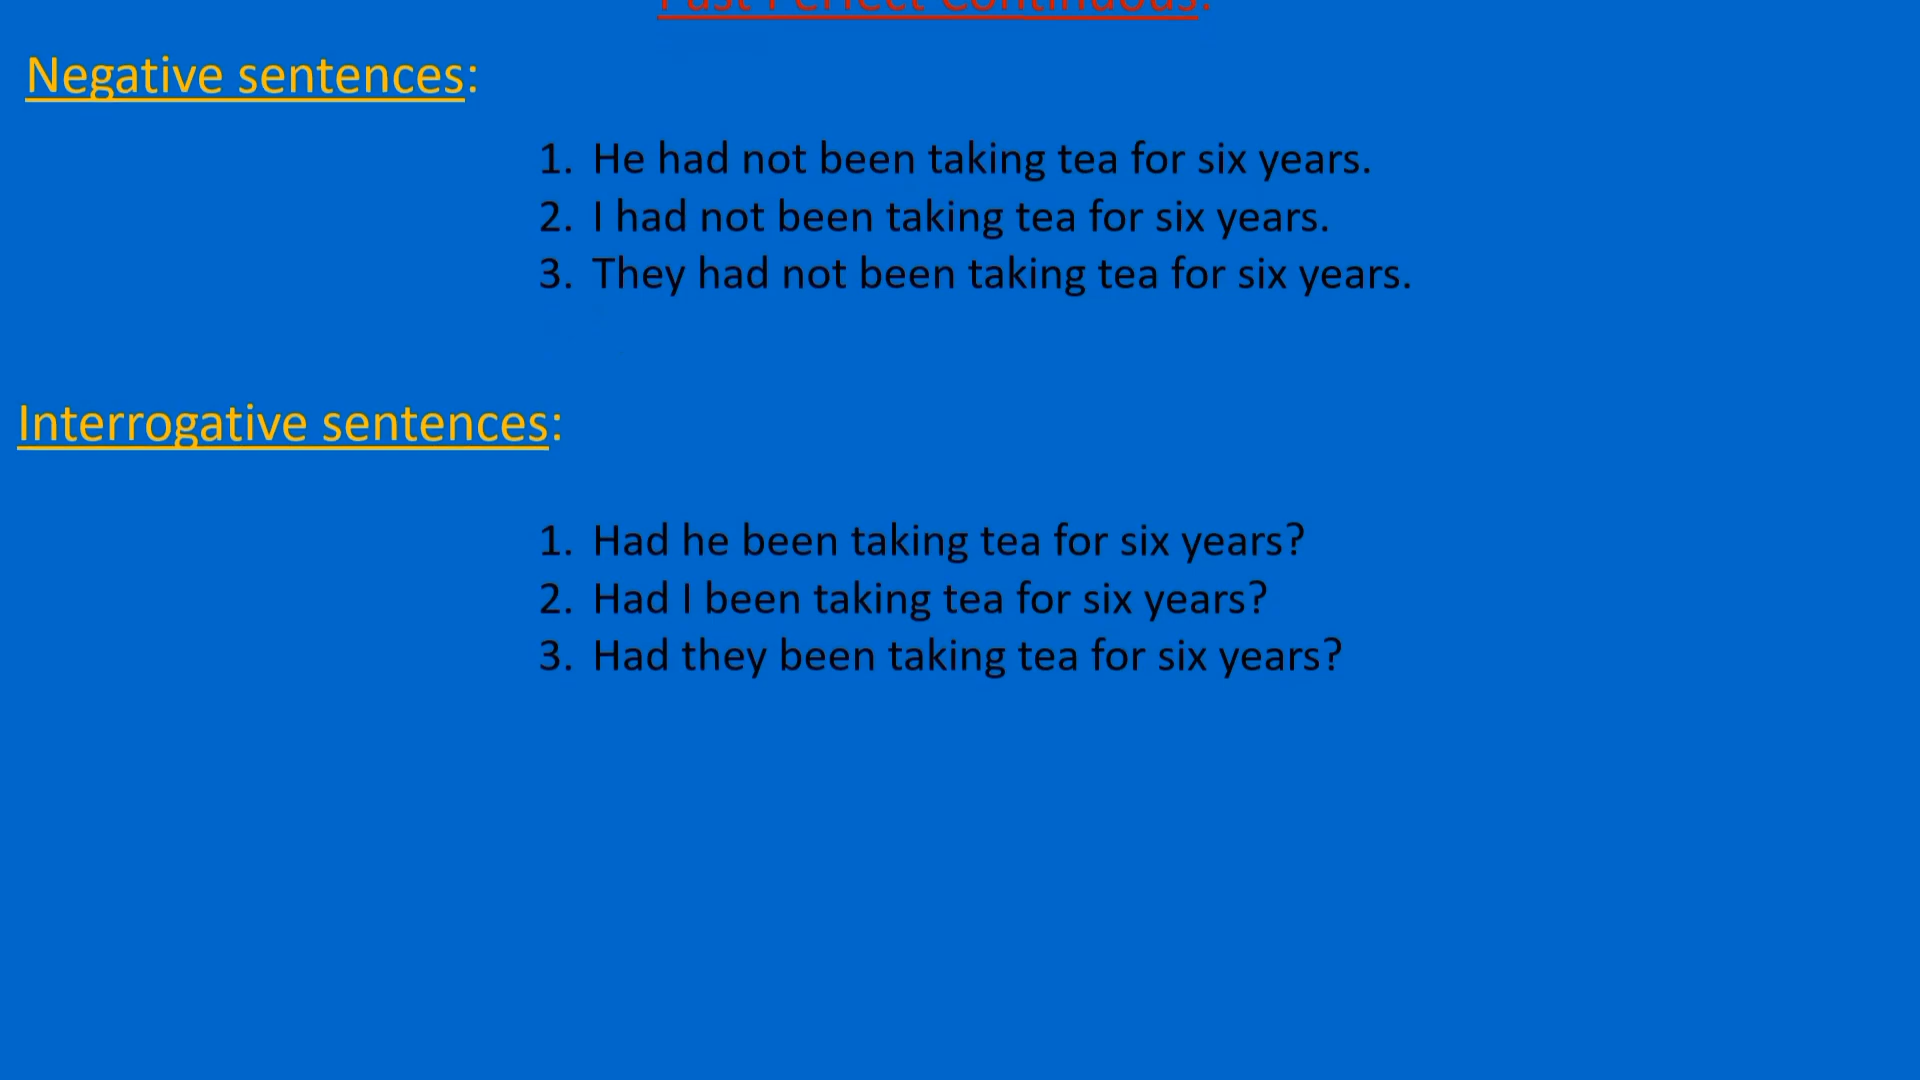 Past Perfect Continuous:
Negative sentences:
1. He had not been taking tea for six years.
2. I had not been taking tea for six years.
3. They had not been taking tea for six years.
Interrogative sentences:
1. Had he been taking tea for six years?
2. Had I been taking tea for six years?
3. Had they been taking tea for six years?